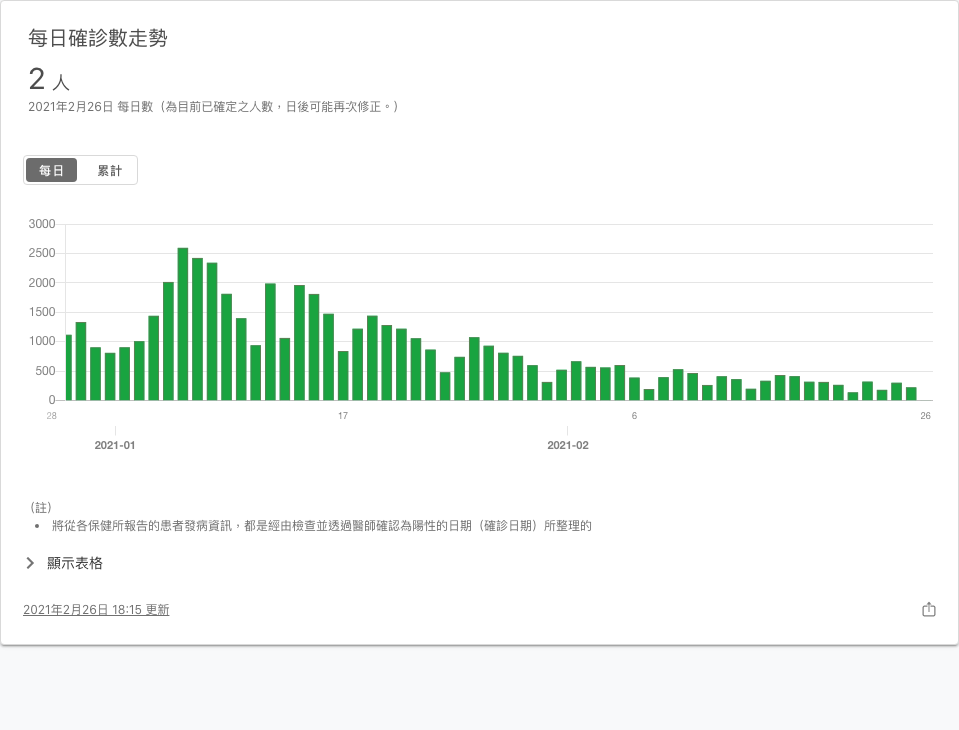 每日確診數走勢
2 人
2021年2月26日 每日數（為目前已確定之人數，日後可能再次修正。）
每日 累計
3000
2500
2000
1500
1000
500
0
28 17 6 26
2021-01 2021-02
（註）
• 將從各保健所報告的患者發病資訊，都是經由檢查並透過醫師確認為陽性的日期（確診日期）所整理的
顯示表格
2021年2月26日 18:15 更新